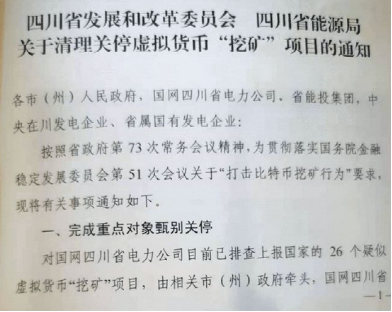 四川省发展和改革委员会 四川省能源局
关于清理关停虚拟货币“挖矿”项目的通知
各市（州）人民政府，国网四川省电力公司、省能投集团，中
央在川发电企业、省属国有发电企业：
按照省政府第 73 次常务会议精神，为贯彻落实国务院金融
稳定发展委员会第 51 次会议关于“打击比特币挖矿行为”要求，
现将有关事项通知如下。
一、完成重点对象甄别关停
对国网四川省电力公司目前已排查上报国家的 26 个疑似
虚拟货币“挖矿”项目，由相关市（州）政府牵头，国网四川省
—1—